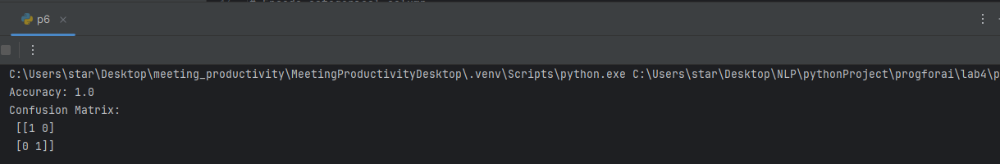 p6
C:\Users\star\Desktop\meeting_productivity\MeetingProductivityDesktop\.venv\Scripts\python.exe C:\Users\star\Desktop\NLP\pythonProject\progforai\lab4\p
Accuracy: 1.0
Confusion Matrix:
[[1 0]
[0 1]]